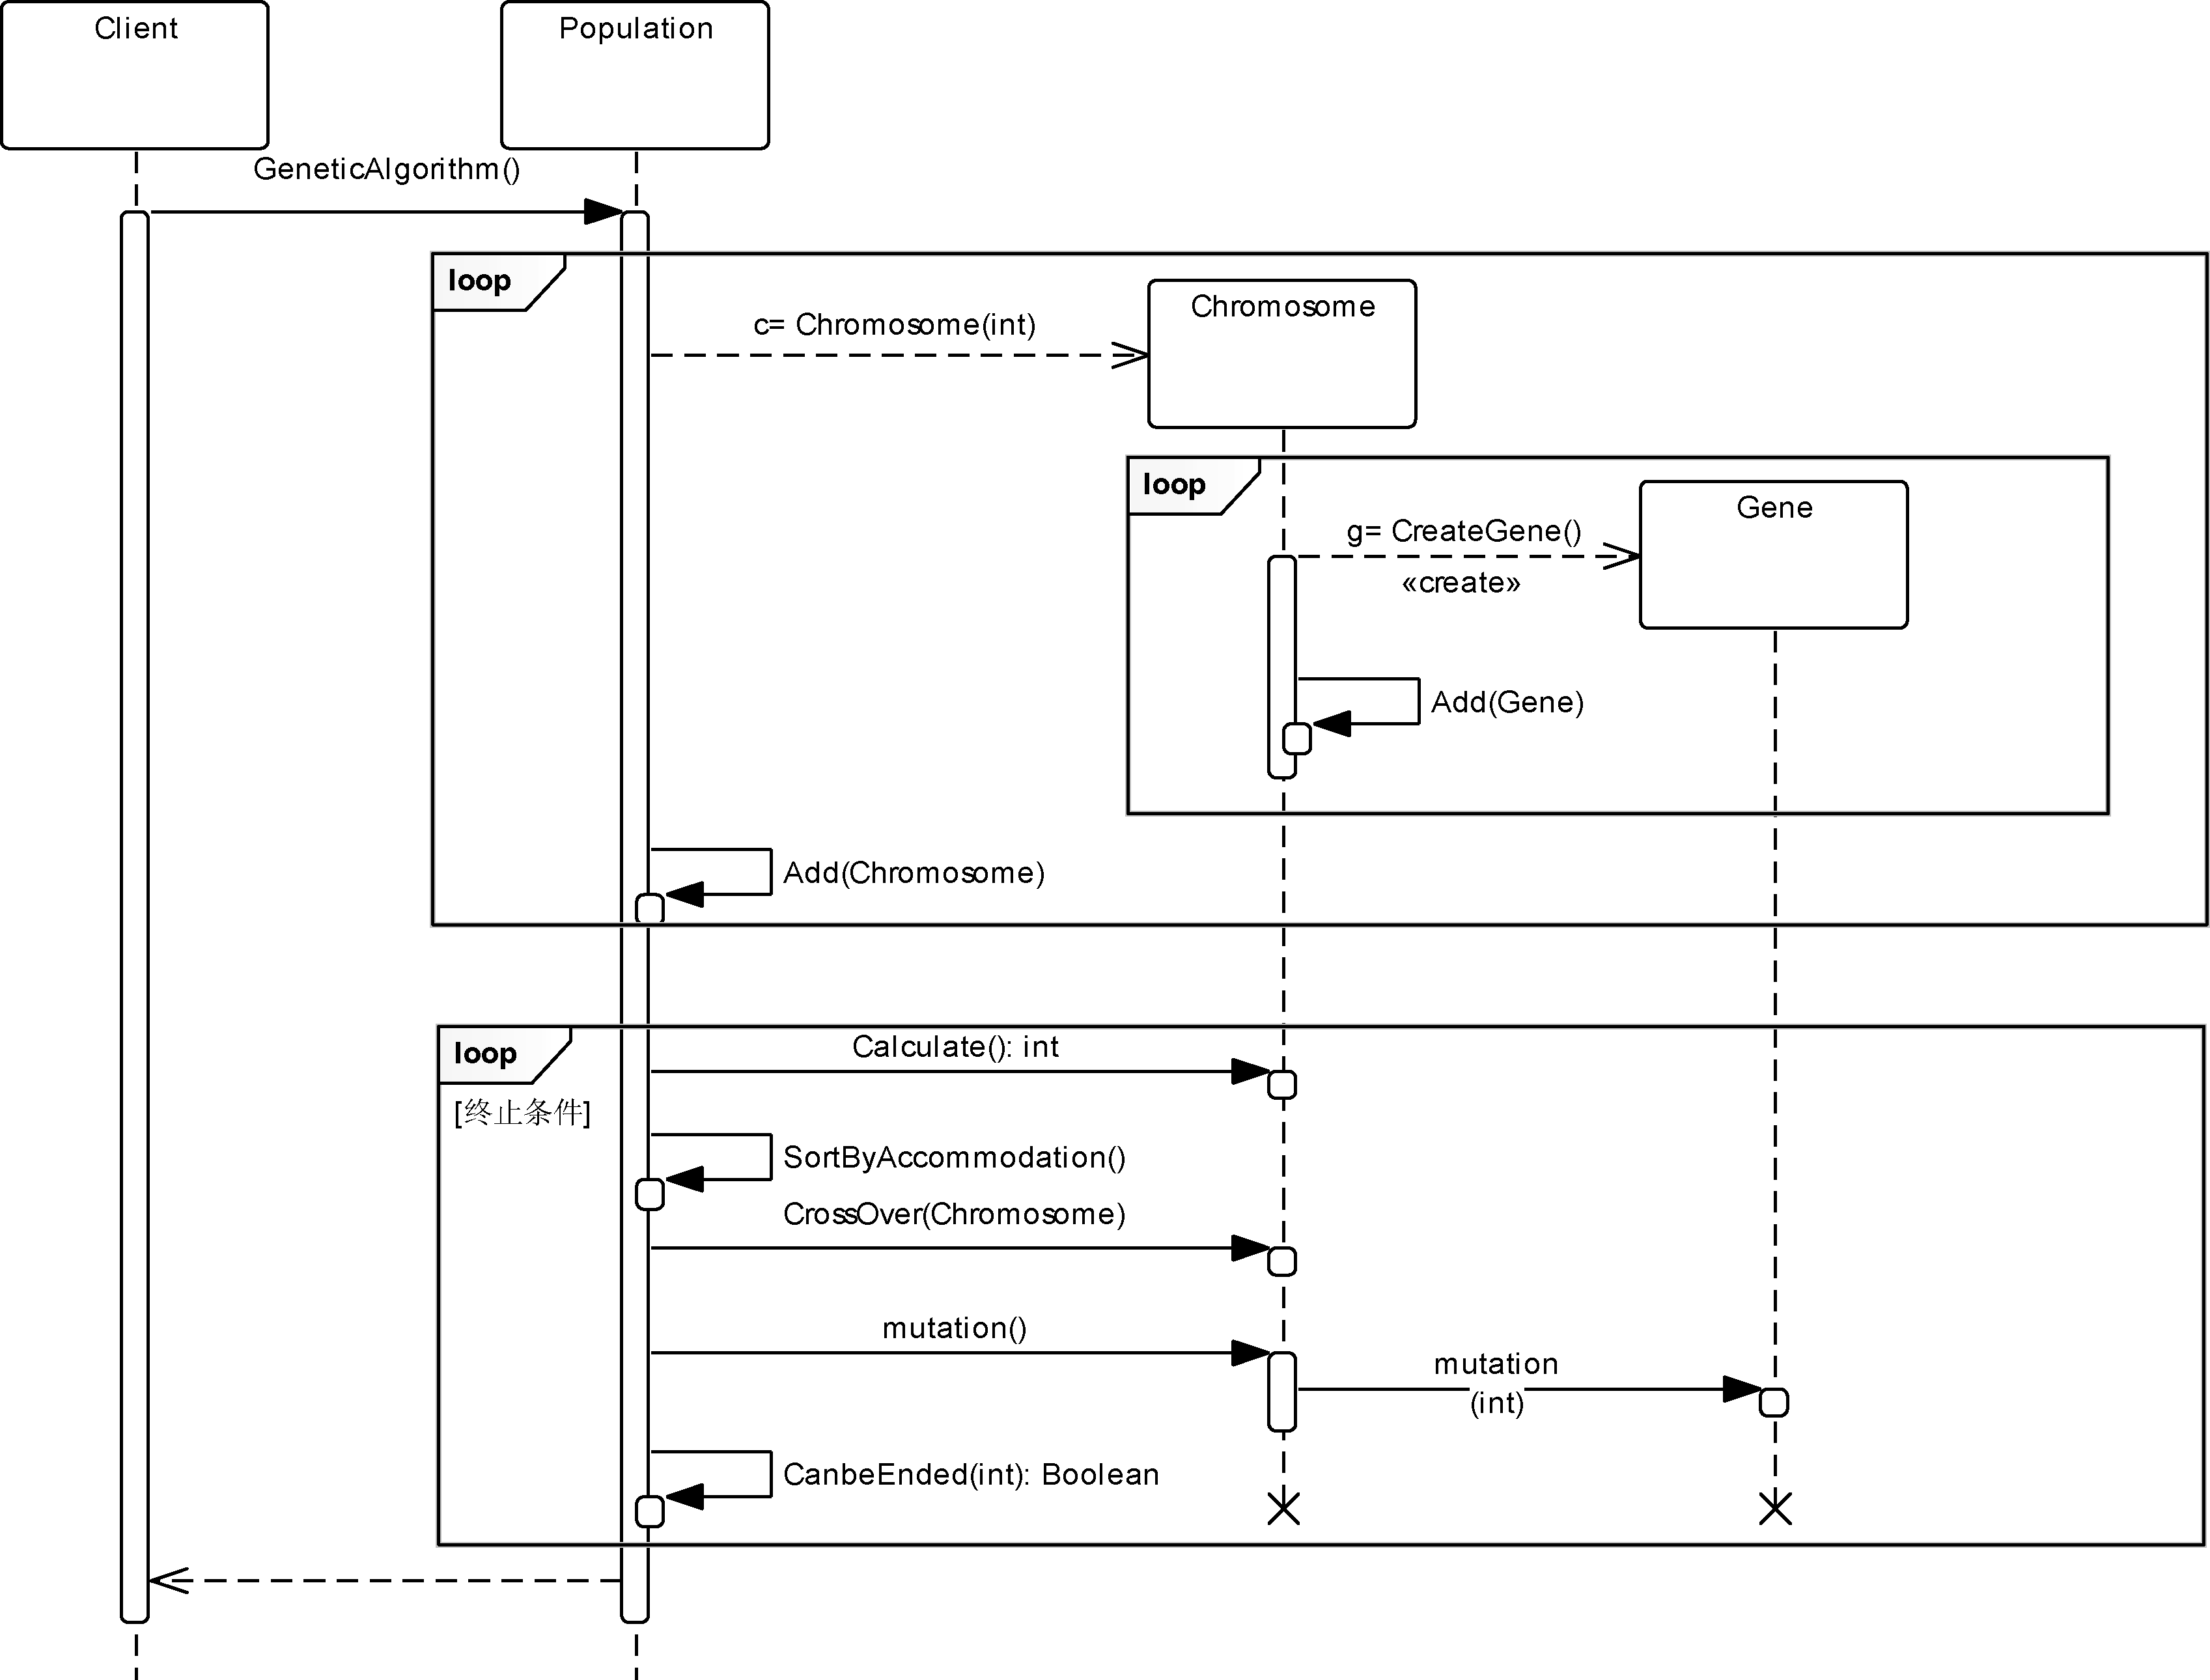 Client
Population
GeneticAlgorithm()
loop
Chromosome
c= Chromosome(int)
loop
Gene
g= CreateGene()
«create»
Add(Gene)
Add(Chromosome)
loop
Calculate(): int
[终止条件]
SortByAccommodation()
CrossOver(Chromosome)
mutation()
mutation
(int)
CanbeEnded(int): Boolean